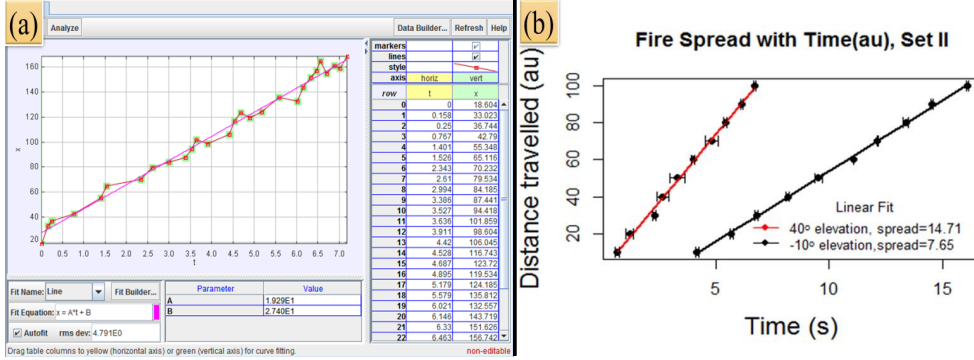 (a)
Analyze
Data Builder... Refresh Help
markers
lines
style
axis horiz vert
row t x
0 0 18.604
1 0.158 33.023
2 0.25 36.744
3 0.767 42.79
4 1.401 55.348
5 1.526 65.116
6 2.343 70.232
7 2.61 79.534
8 2.994 84.185
9 3.386 87.441
10 3.527 94.418
11 3.636 101.859
12 3.911 98.604
13 4.42 106.045
14 4.528 116.743
15 4.687 123.72
16 4.895 119.534
17 5.179 124.185
18 5.579 135.812
19 6.021 132.557
20 6.146 143.719
21 6.33 151.626
22 6.463 156.742
x
160
140
120
100
80
60
40
20
0 0.5 1.0 1.5 2.0 2.5 3.0 3.5 4.0 4.5 5.0 5.5 6.0 6.5 7.0
t
Fit Name: Line Fit Builder...
Fit Equation: x = A*t + B
Autofit rms dev: 4.791E0
Parameter Value
A 1.929E1
B 2.740E1
Drag table columns to yellow (horizontal axis) or green (vertical axis) for curve fitting. non-editable
(b)
Fire Spread with Time(au), Set II
Distance travelled (au)
100
80
60
40
20
Linear Fit
40o elevation, spread=14.71
-10o elevation,spread=7.65
5 10 15
Time (s)